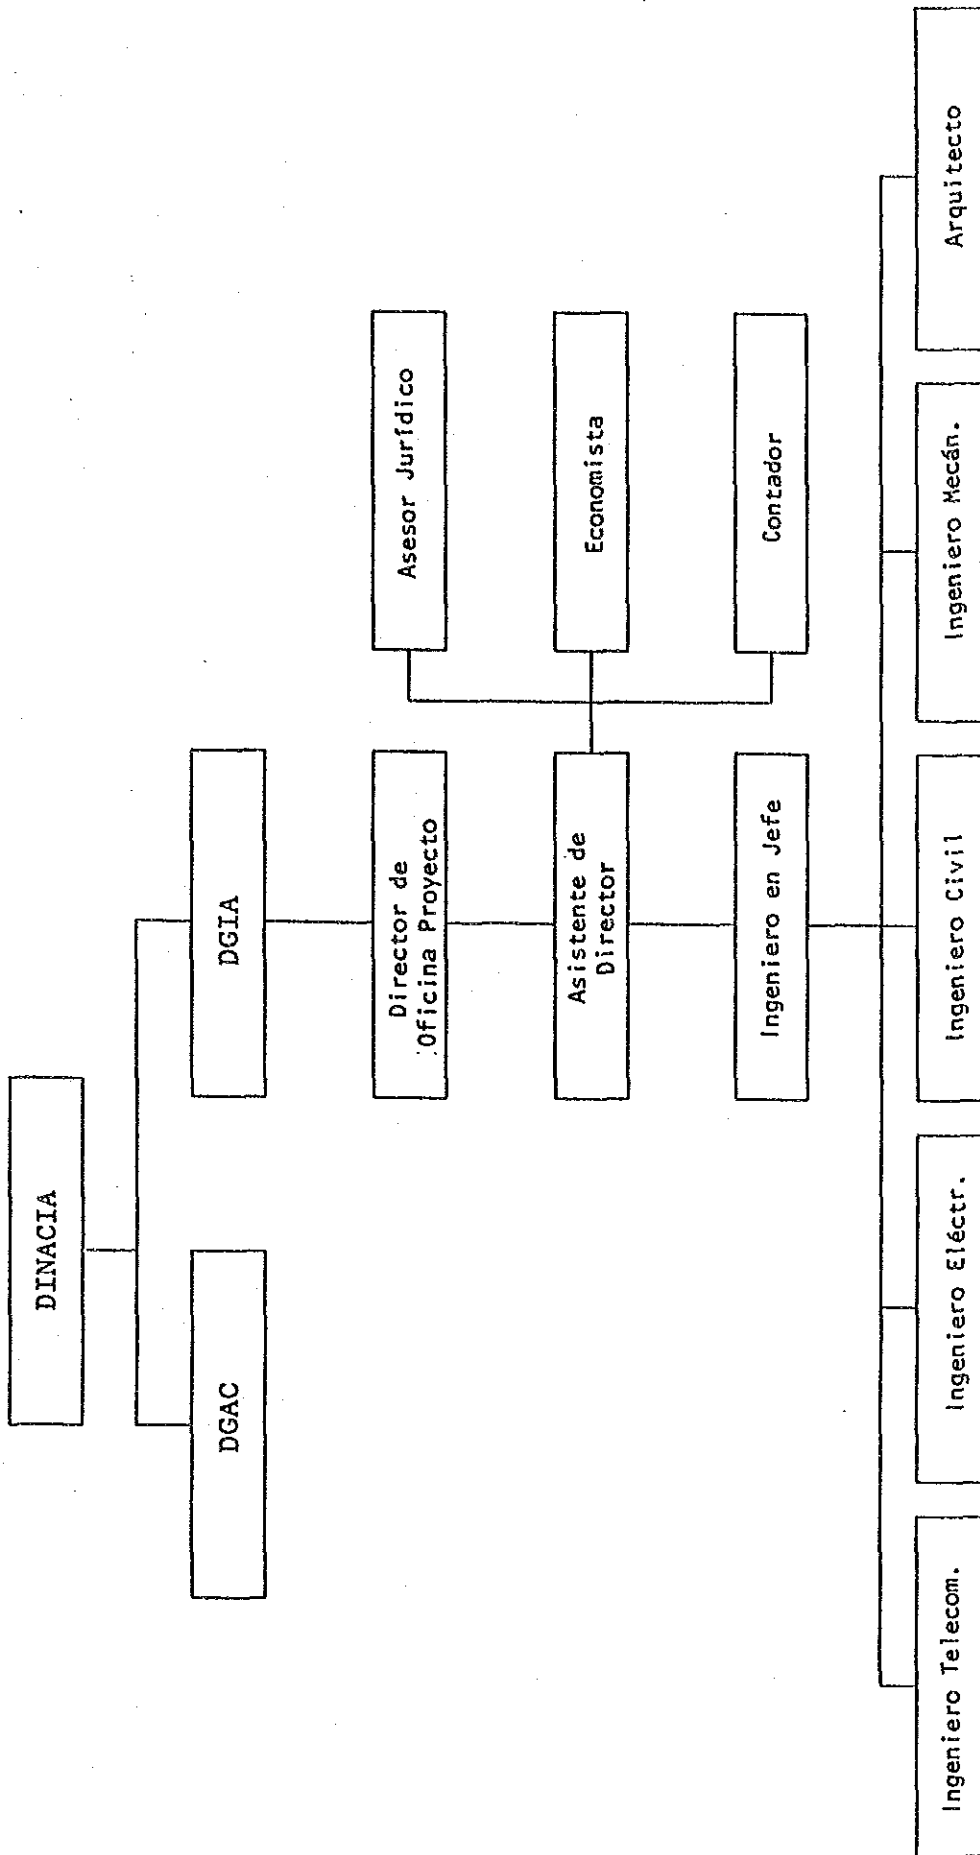 DINACIA
DGAC
DGIA
Director de
Oficina Proyecto
Asesor Jurídico
Asistente de
Director
Economista
Ingeniero en Jefe
Contador
Ingeniero Telecom.
Ingeniero Eléctr.
Ingeniero Civil
Ingeniero Mecán.
Arquitecto